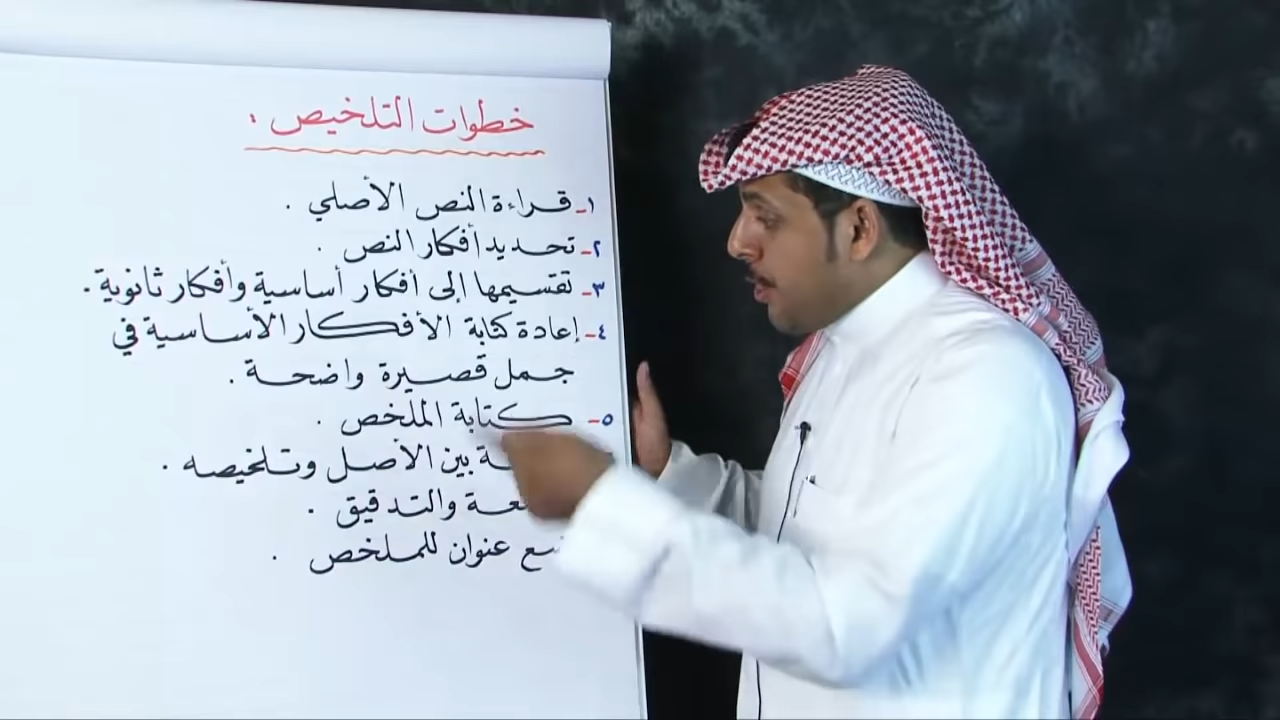 خطوات التلخيص :
١- قراءة النص الأصلي .
٢- تحديد أفكار النص .
٣- تقسيمها إلى أفكار أساسية وأفكار ثانوية .
٤- إعادة كتابة الأفكار الأساسية في
جمل قصيرة واضحة .
٥- كتابة الملخص .
بين الأصل وتلخيصه .
والتدقيق .
عنوان للملخص .